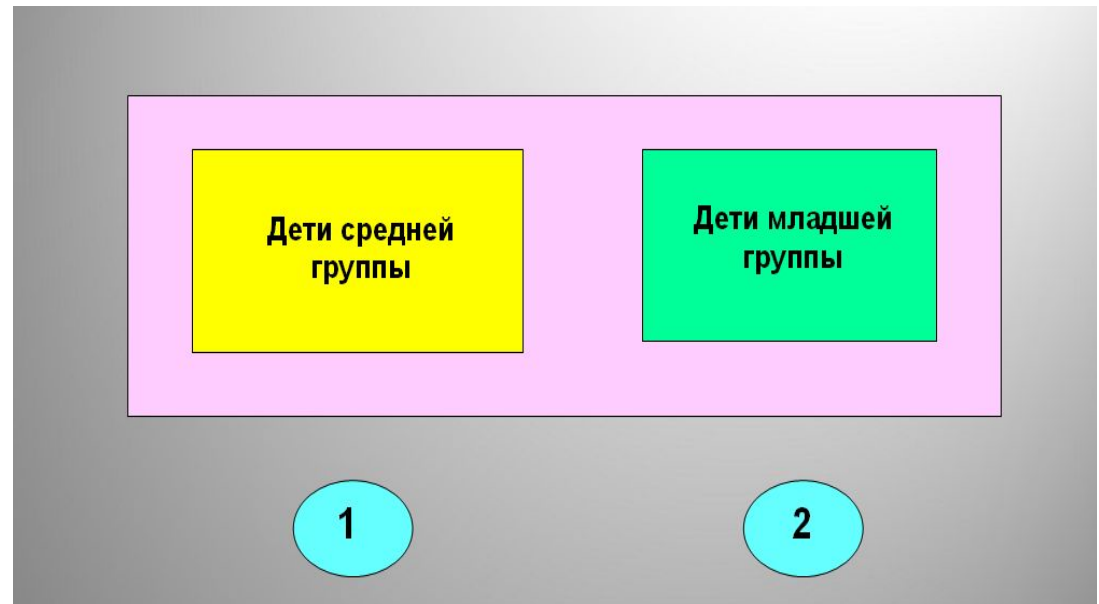 Дети средней
группы
Дети младшей
группы
1
2